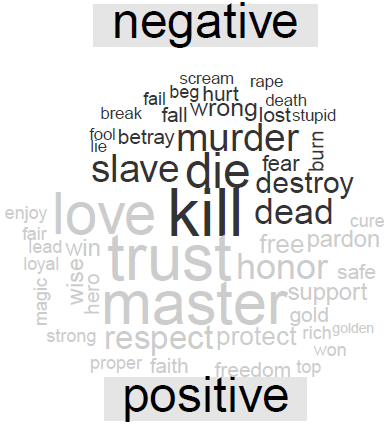 negative
scream rape
fail beg hurt death
break fall wrong lost stupid
fool lie betray murder fear burn
slave die destroy
kill dead
enjoy love cure
fair lead win trust free pardon
loyal wise honor safe
magic hero master support
gold
strong respect protect rich golden
won
proper faith freedom top
positive